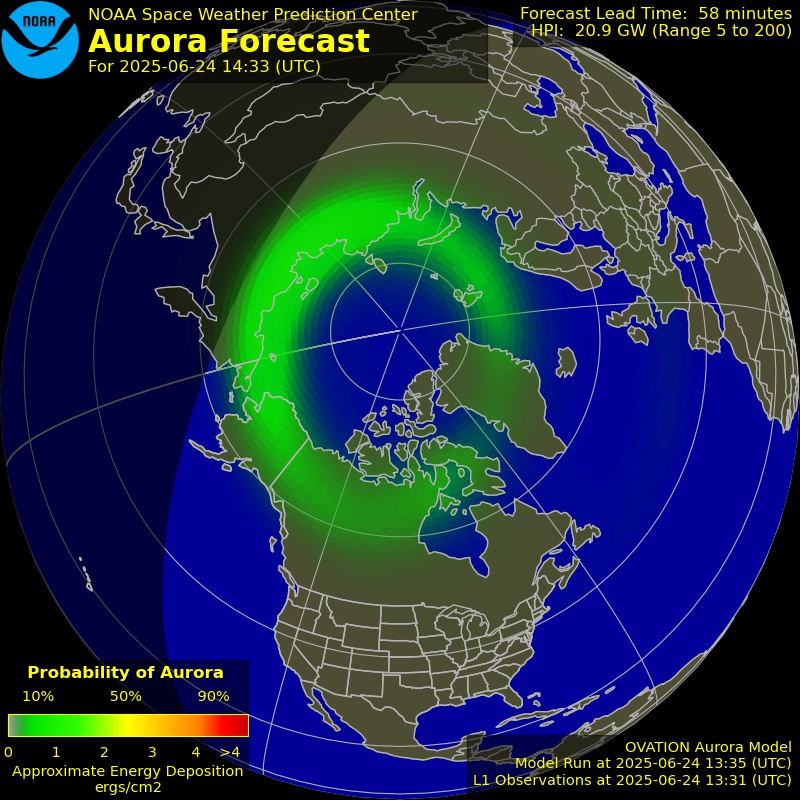 NOAA
NOAA Space Weather Prediction Center
Aurora Forecast
For 2025-06-24 14:33 (UTC)
Forecast Lead Time: 58 minutes
HPI: 20.9 GW (Range 5 to 200)
Probability of Aurora
10% 50% 90%
0 1 2 3 4 >4
Approximate Energy Deposition
ergs/cm2
OVATION Aurora Model
Model Run at 2025-06-24 13:35 (UTC)
L1 Observations at 2025-06-24 13:31 (UTC)